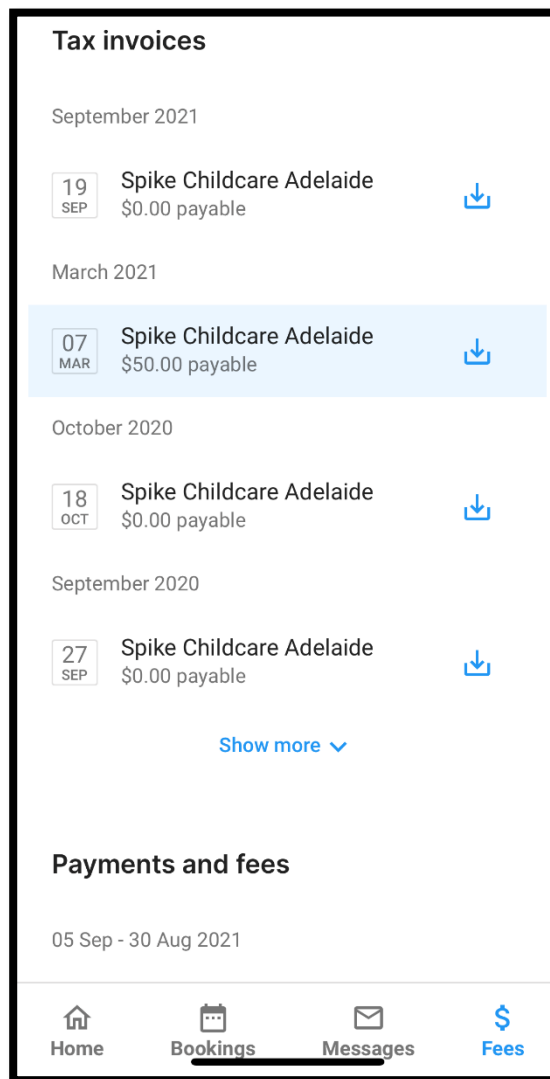 Tax invoices
September 2021
19
SEP
Spike Childcare Adelaide
$0.00 payable
March 2021
07
MAR
Spike Childcare Adelaide
$50.00 payable
October 2020
18
OCT
Spike Childcare Adelaide
$0.00 payable
September 2020
27
SEP
Spike Childcare Adelaide
$0.00 payable
Show more
Payments and fees
05 Sep - 30 Aug 2021
Home Bookings Messages Fees